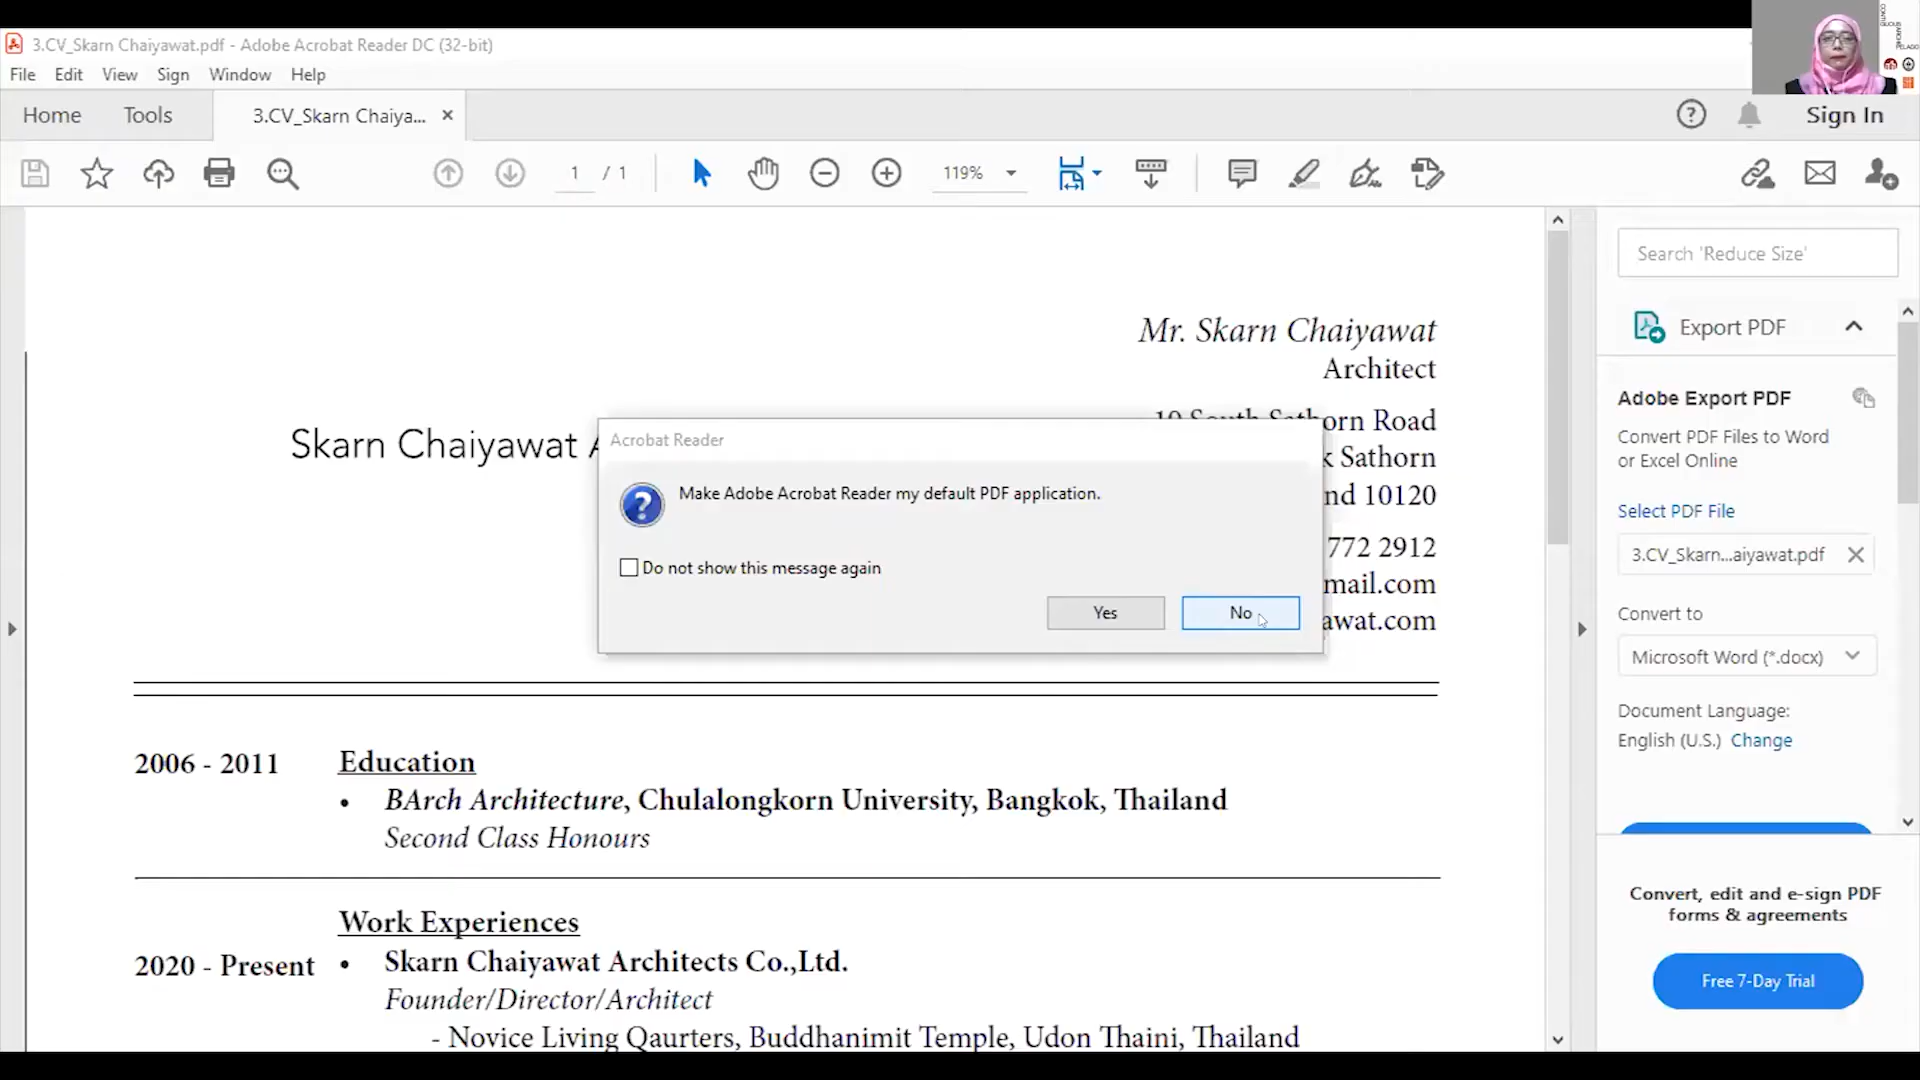 3.CV_Skarn Chaiyawat.pdf - Adobe Acrobat Reader DC (32-bit)
File Edit View Sign Window Help
Home Tools 3.CV_Skarn Chaiya... × Sign In
1 / 1 119%
Mr. Skarn Chaiyawat
Architect
10 South Sathorn Road
Skarn Chaiyawat
Sathorn
10120
772 2912
Acrobat Reader
Make Adobe Acrobat Reader my default PDF application.
Do not show this message again
Yes No
2006 - 2011 Education
• BArch Architecture, Chulalongkorn University, Bangkok, Thailand
Second Class Honours
Work Experiences
2020 - Present • Skarn Chaiyawat Architects Co.,Ltd.
Founder/Director/Architect
- Novice Living Qaurters, Buddhanimit Temple, Udon Thaini, Thailand
Search 'Reduce Size'
Export PDF
Adobe Export PDF
Convert PDF Files to Word
or Excel Online
Select PDF File
3.CV_Skarn...aiyawat.pdf
Convert to
Microsoft Word (*.docx)
Document Language:
English (U.S.) Change
Convert, edit and e-sign PDF
forms & agreements
Free 7-Day Trial